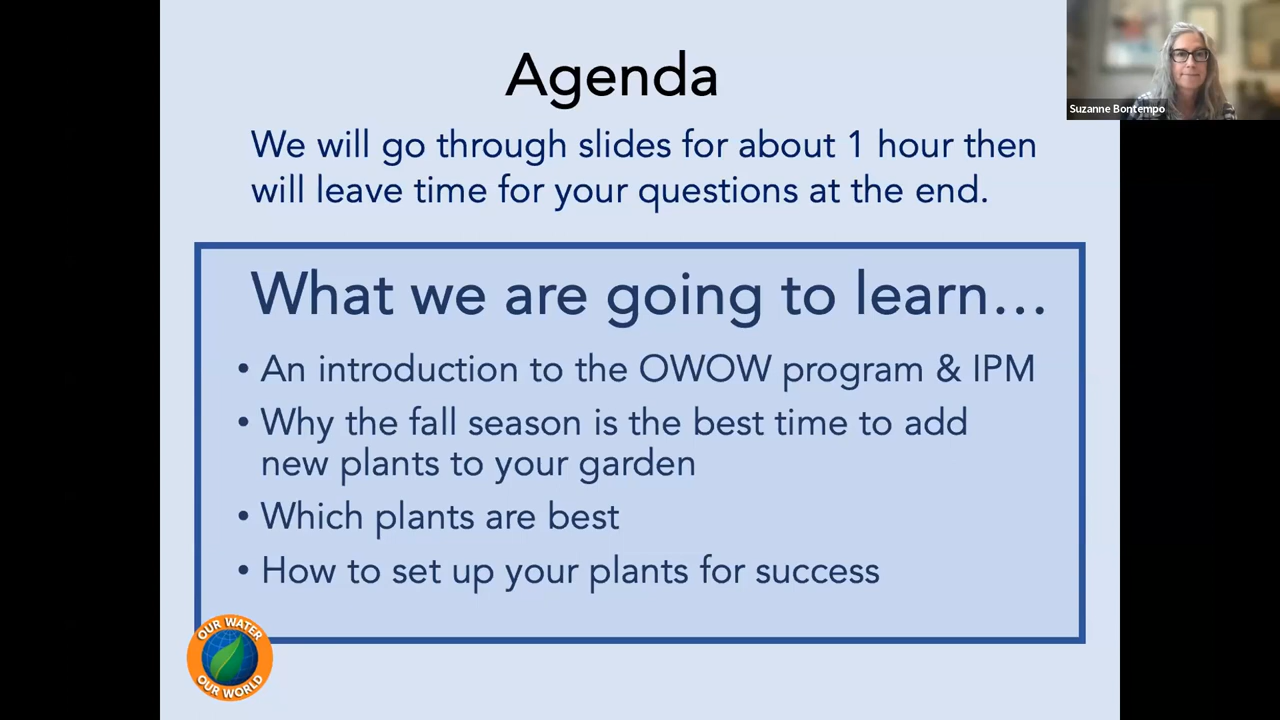 Agenda
We will go through slides for about 1 hour then
will leave time for your questions at the end.
What we are going to learn...
• An introduction to the OWOW program & IPM
• Why the fall season is the best time to add
new plants to your garden
• Which plants are best
• How to set up your plants for success
OUR WATER
OUR WORLD
Suzanne Bontempo